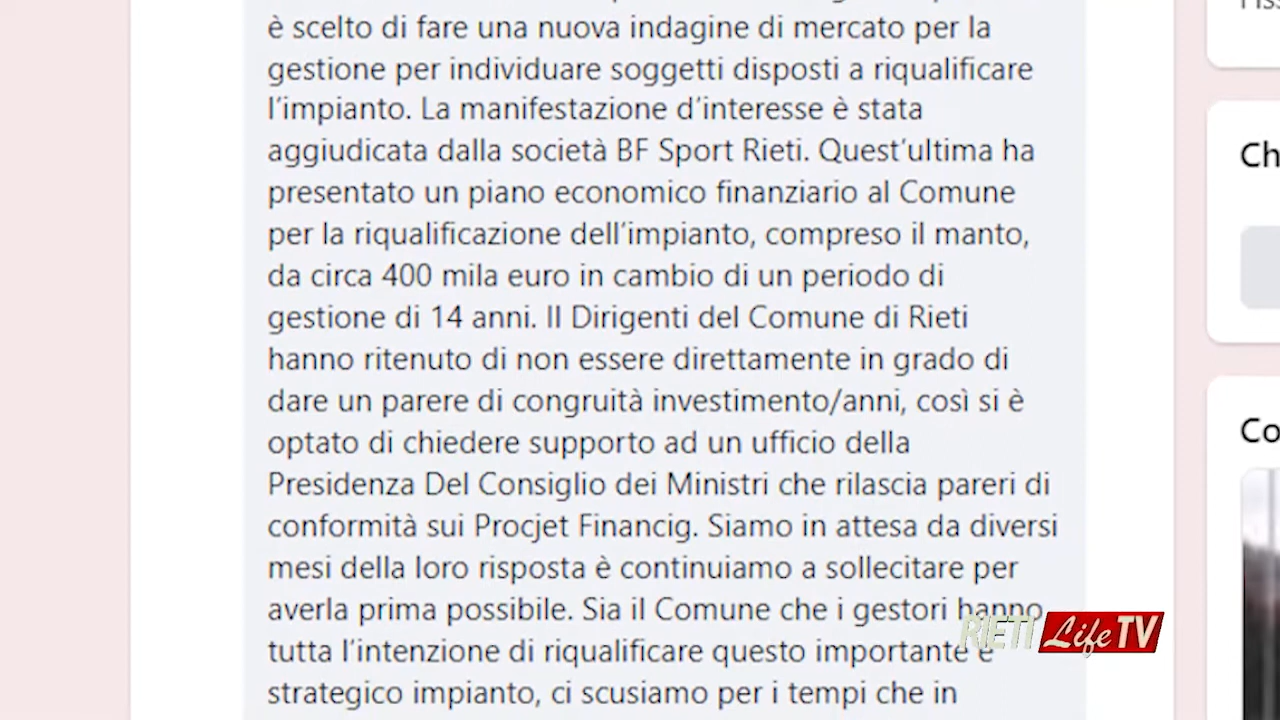 è scelto di fare una nuova indagine di mercato per la
gestione per individuare soggetti disposti a riqualificare
l'impianto. La manifestazione d'interesse è stata
aggiudicata dalla società BF Sport Rieti. Quest'ultima ha
presentato un piano economico finanziario al Comune
per la riqualificazione dell'impianto, compreso il manto,
da circa 400 mila euro in cambio di un periodo di
gestione di 14 anni. Il Dirigenti del Comune di Rieti
hanno ritenuto di non essere direttamente in grado di
dare un parere di congruità investimento/anni, così si è
optato di chiedere supporto ad un ufficio della
Presidenza Del Consiglio dei Ministri che rilascia pareri di
conformità sui Procjet Financig. Siamo in attesa da diversi
mesi della loro risposta è continuiamo a sollecitare per
averla prima possibile. Sia il Comune che i gestori hanno
tutta l'intenzione di riqualificare questo importante e
strategico impianto, ci scusiamo per i tempi che in
Ch
Co
RIETI Life TV